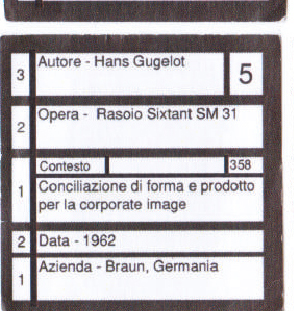 3 Autore - Hans Gugelot 5
2 Opera - Rasoio Sixtant SM 31
Contesto 358
1 Conciliazione di forma e prodotto
per la corporate image
2 Data - 1962
1 Azienda - Braun, Germania